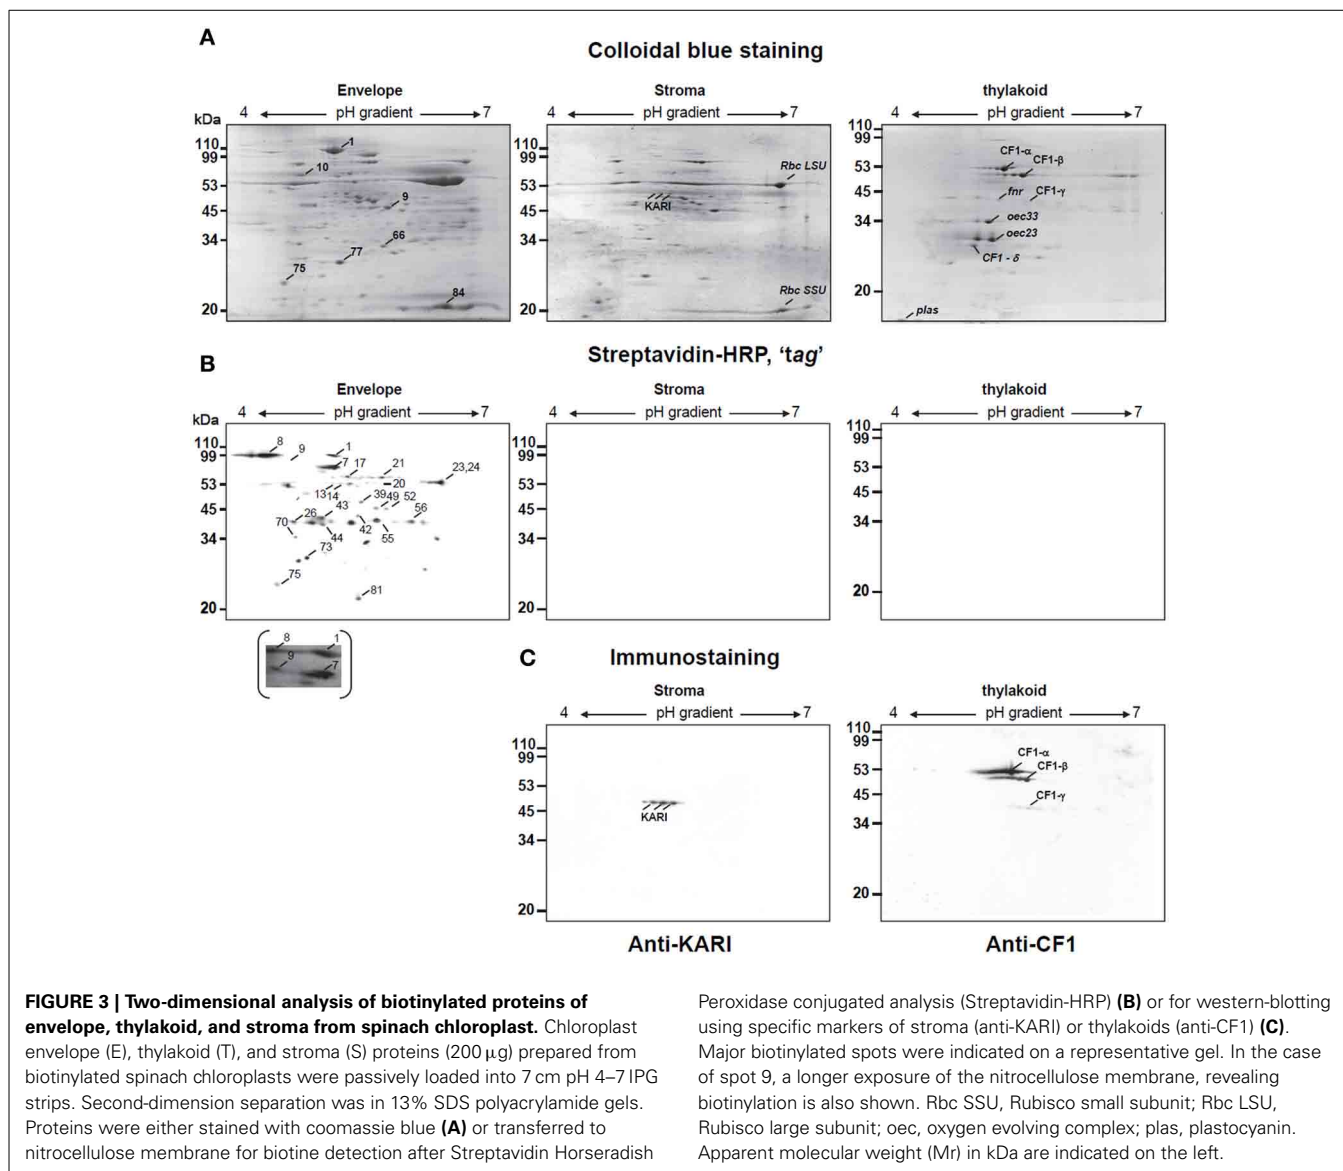 A
Colloidal blue staining
Envelope
Stroma
thylakoid
4 pH gradient 7
4 pH gradient 7
4 pH gradient 7
kDa
110
99
53
45
34
20
1
10
9
66
77
75
84
110
99
53
45
34
20
Rbc LSU
KARI
Rbc SSU
110
99
53
45
34
20
CF1-α
CF1-β
fnr
CF1-γ
oec33
oec23
CF1 - δ
plas
B
Streptavidin-HRP, ‘tag’
Envelope
Stroma
thylakoid
4 pH gradient 7
4 pH gradient 7
4 pH gradient 7
kDa
110
99
53
45
34
20
8
9
1
7
17
21
23,24
20
13
14
39
49
52
26
43
56
70
44
42
55
73
75
81
110
99
53
45
34
20
110
99
53
45
34
20
8
1
9
7
C
Immunostaining
Stroma
thylakoid
4 pH gradient 7
4 pH gradient 7
110
99
53
45
34
20
KARI
110
99
53
45
34
20
CF1-α
CF1-β
CF1-γ
Anti-KARI
Anti-CF1
FIGURE 3 | Two-dimensional analysis of biotinylated proteins of
envelope, thylakoid, and stroma from spinach chloroplast. Chloroplast
envelope (E), thylakoid (T), and stroma (S) proteins (200 μg) prepared from
biotinylated spinach chloroplasts were passively loaded into 7 cm pH 4–7 IPG
strips. Second-dimension separation was in 13% SDS polyacrylamide gels.
Proteins were either stained with coomassie blue (A) or transferred to
nitrocellulose membrane for biotine detection after Streptavidin Horseradish
Peroxidase conjugated analysis (Streptavidin-HRP) (B) or for western-blotting
using specific markers of stroma (anti-KARI) or thylakoids (anti-CF1) (C).
Major biotinylated spots were indicated on a representative gel. In the case
of spot 9, a longer exposure of the nitrocellulose membrane, revealing
biotinylation is also shown. Rbc SSU, Rubisco small subunit; Rbc LSU,
Rubisco large subunit; oec, oxygen evolving complex; plas, plastocyanin.
Apparent molecular weight (Mr) in kDa are indicated on the left.